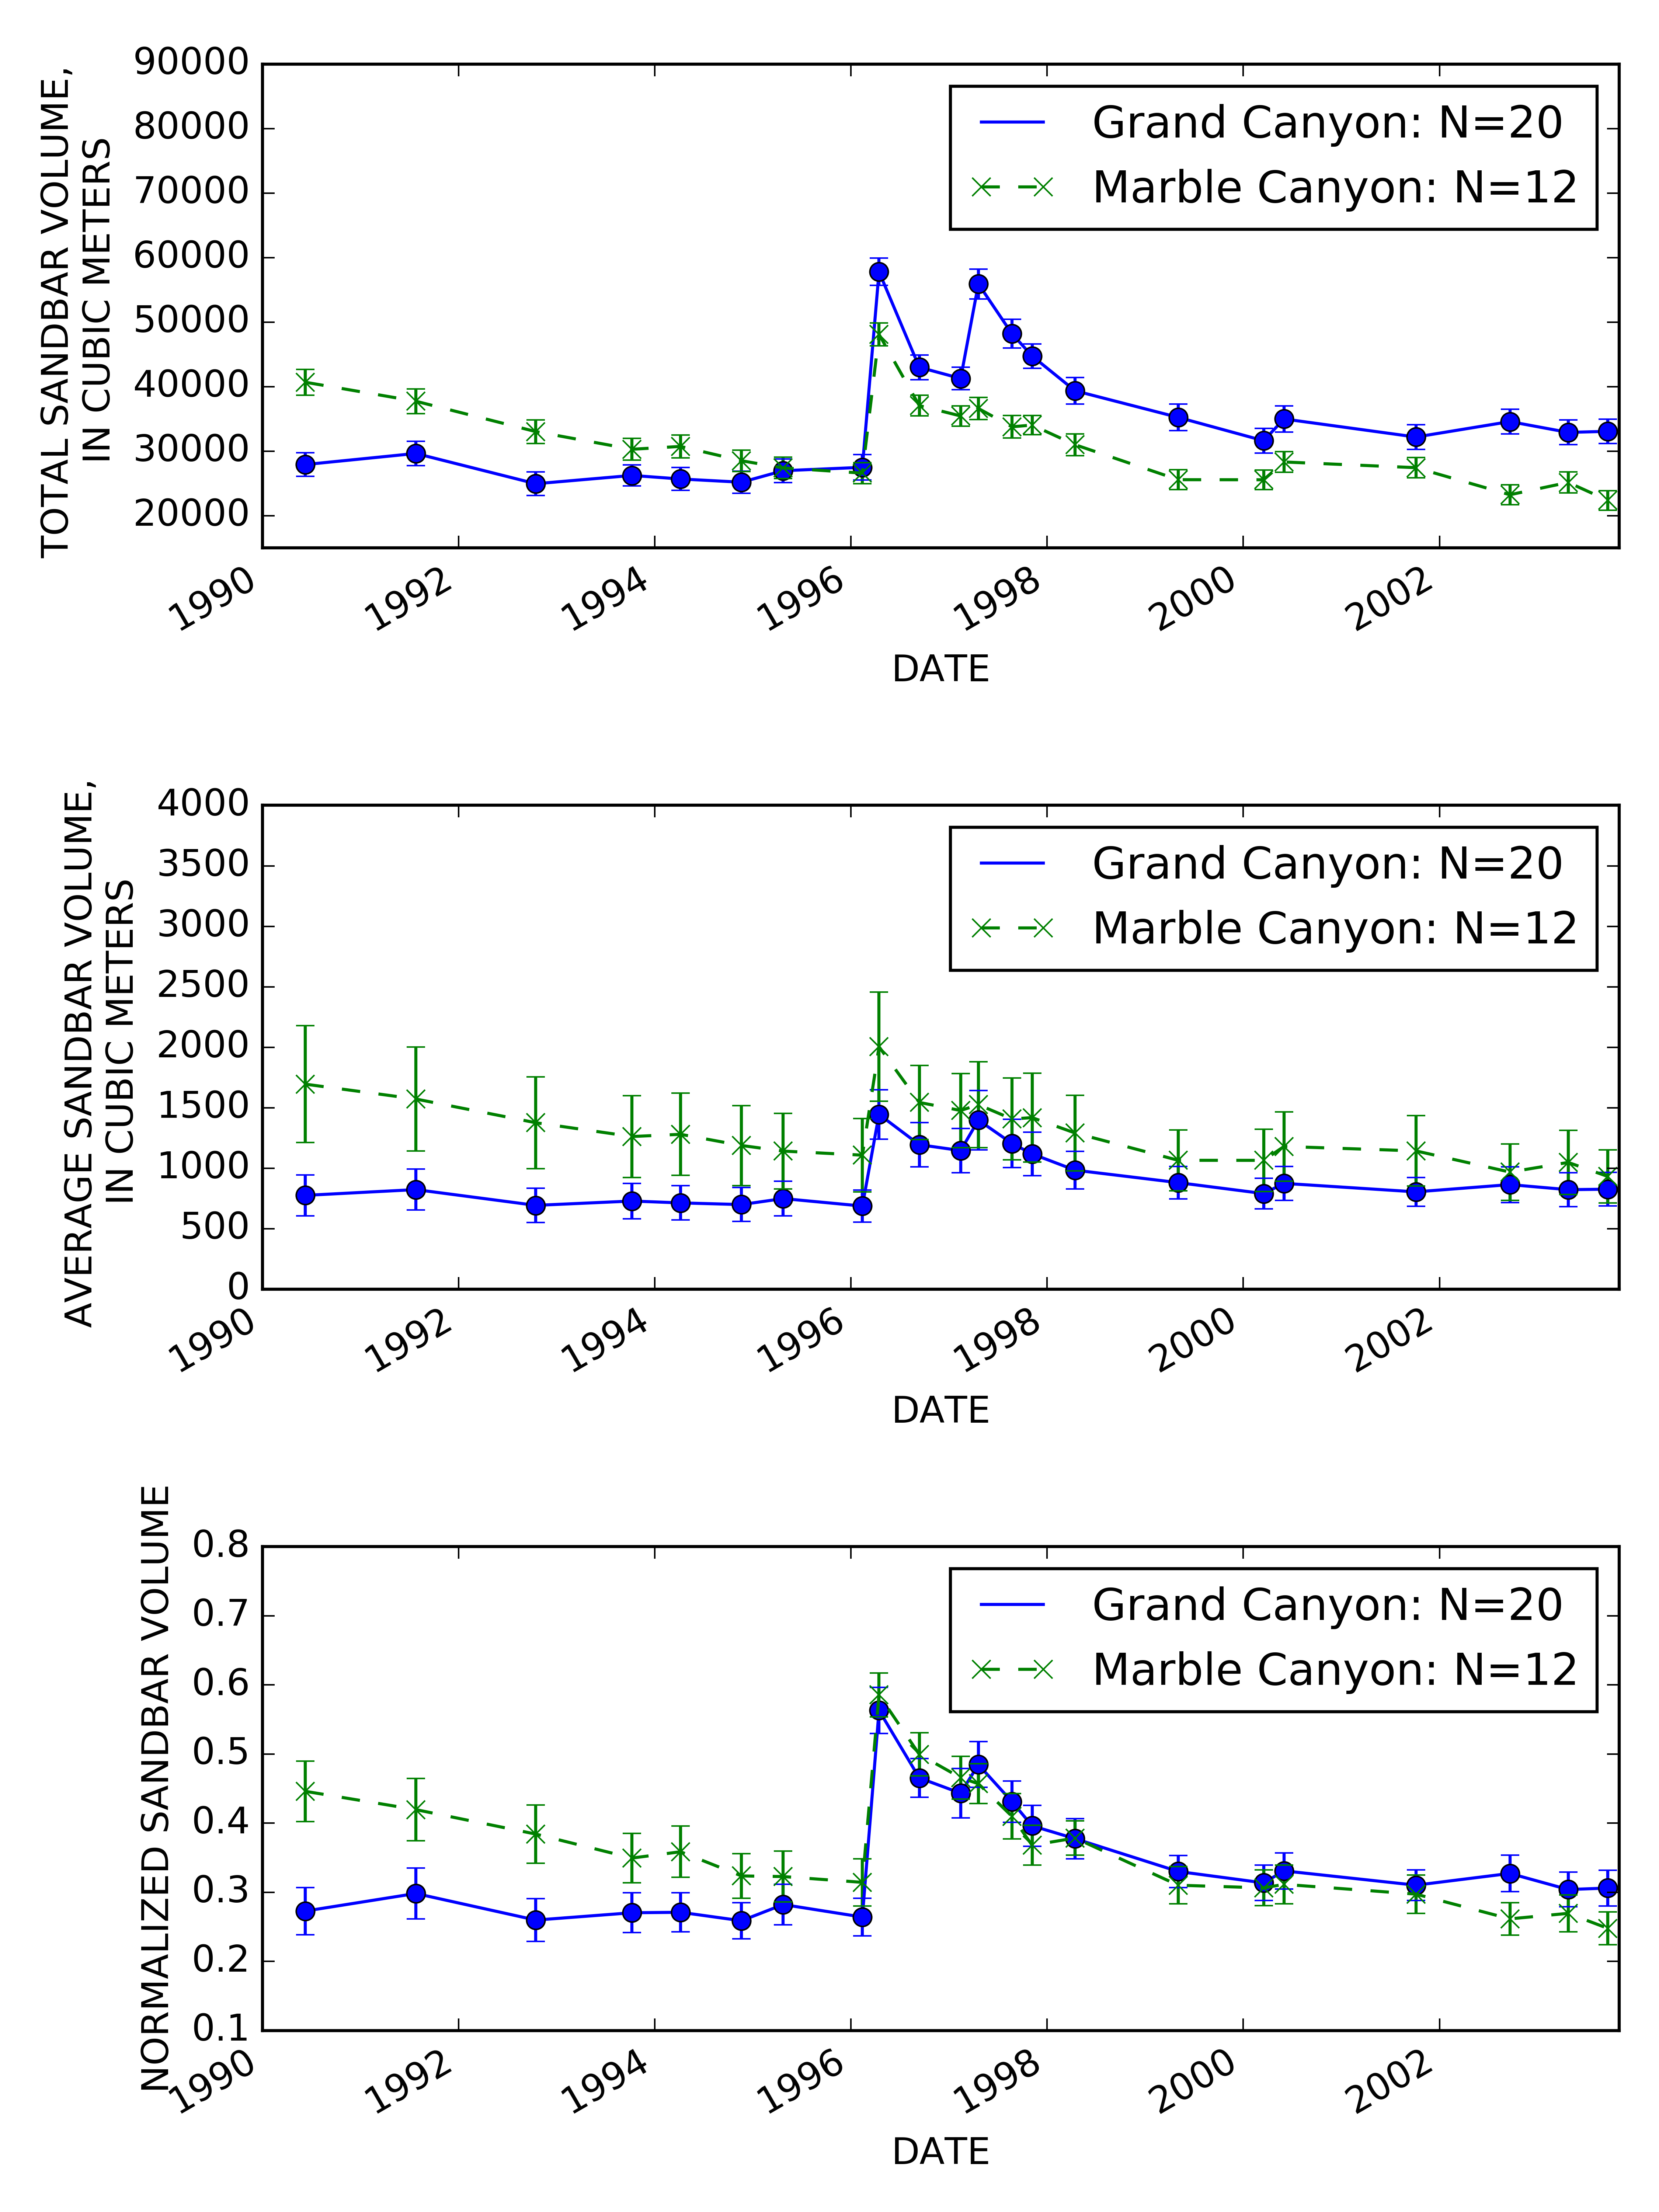 TOTAL SANDBAR VOLUME,
IN CUBIC METERS
90000
80000
70000
60000
50000
40000
30000
20000
Grand Canyon: N=20
Marble Canyon: N=12
1990 1992 1994 1996 1998 2000 2002
DATE
AVERAGE SANDBAR VOLUME,
IN CUBIC METERS
4000
3500
3000
2500
2000
1500
1000
500
0
Grand Canyon: N=20
Marble Canyon: N=12
1990 1992 1994 1996 1998 2000 2002
DATE
NORMALIZED SANDBAR VOLUME
0.8
0.7
0.6
0.5
0.4
0.3
0.2
0.1
Grand Canyon: N=20
Marble Canyon: N=12
1990 1992 1994 1996 1998 2000 2002
DATE